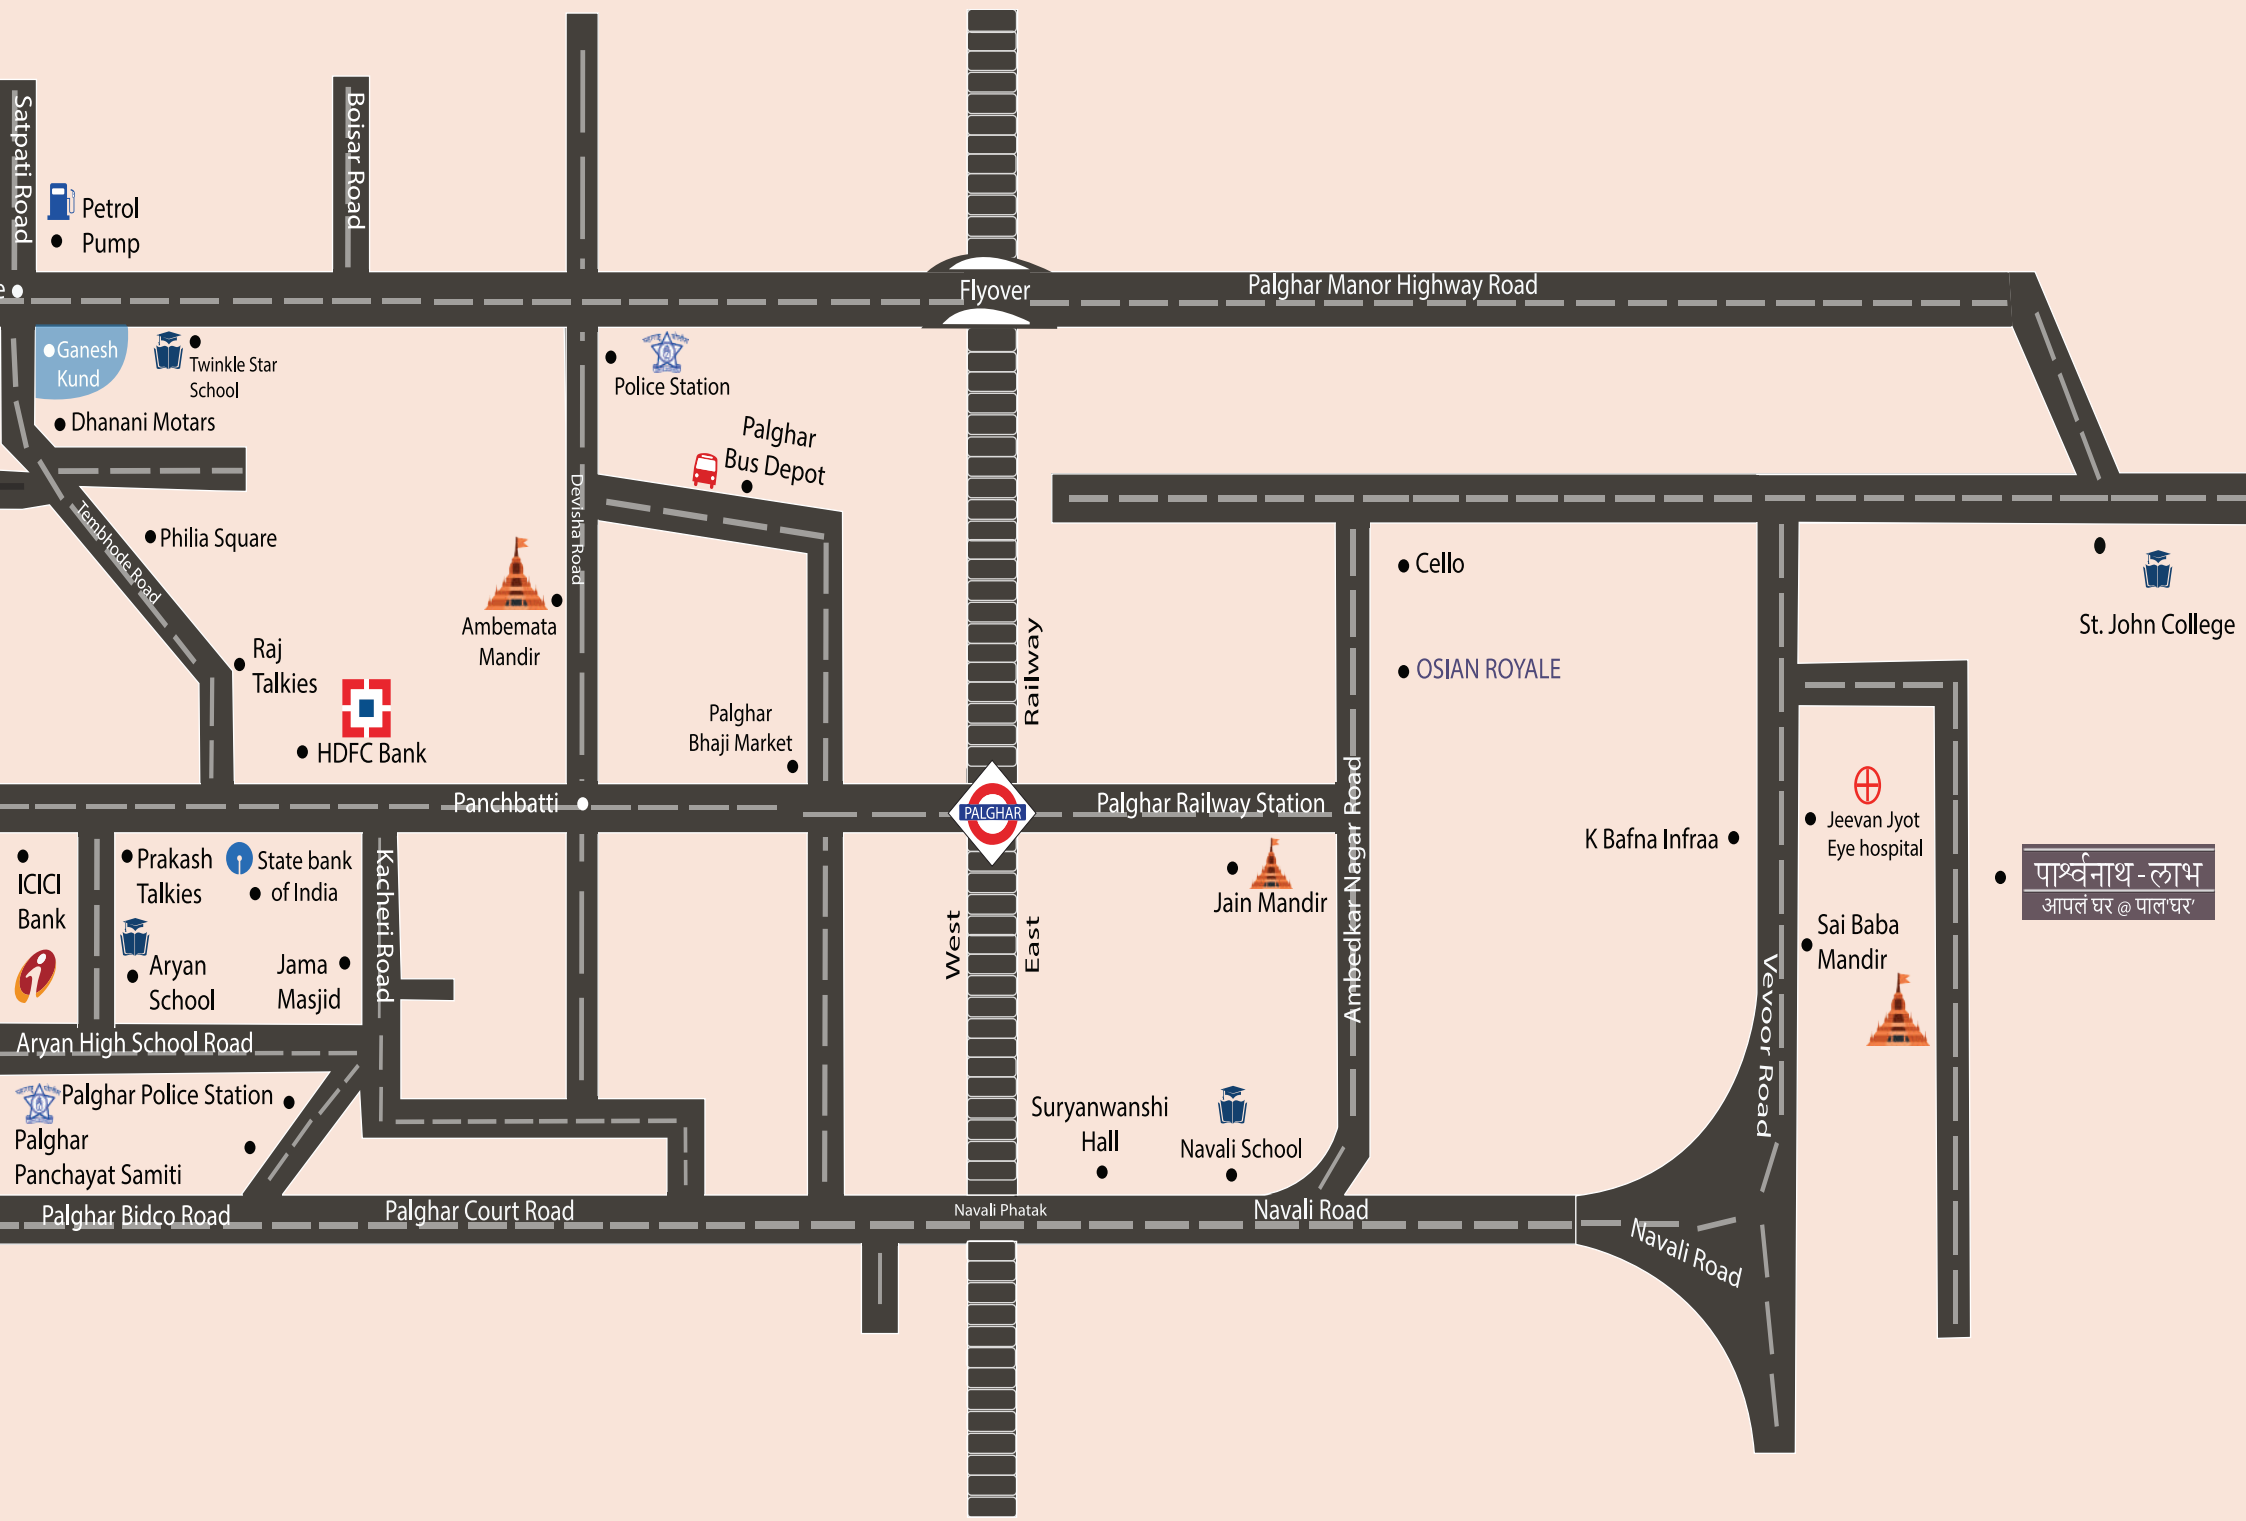 Satpati Road
Boisar Road
Petrol
Pump
e
Flyover
Palghar Manor Highway Road
Ganesh
Kund
Twinkle Star
School
Dhanani Motars
Police Station
Palghar
Bus Depot
Devisha Road
Temphode Road
Philia Square
Cello
St. John College
Ambemata
Mandir
Raj
Talkies
OSIAN ROYALE
Railway
HDFC Bank
Palghar
Bhaji Market
Panchbatti
PALGHAR
Palghar Railway Station
Ambedkar Nagar Road
K Bafna Infraa
Jeevan Jyot
Eye hospital
पार्श्वनाथ-लाभ
आपलं घर @ पाल'घर'
ICICI
Bank
Prakash
Talkies
State bank
of India
Kacheri Road
Jain Mandir
West
East
Sai Baba
Mandir
Aryan
School
Jama
Masjid
Vevoor Road
Aryan High School Road
Palghar Police Station
Palghar
Panchayat Samiti
Suryanwanshi
Hall
Navali School
Palghar Bidco Road
Palghar Court Road
Navali Phatak
Navali Road
Navali Road